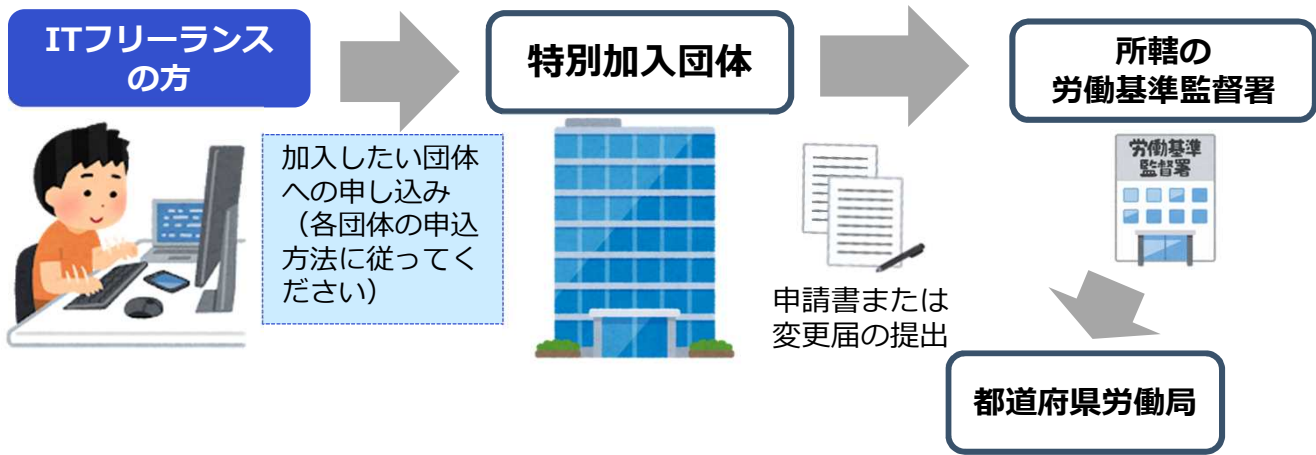 ITフリーランス
の方
特別加入団体
所轄の
労働基準監督署
加入したい団体
への申し込み
(各団体の申込
方法に従ってく
ださい)
労働基準
監督署
申請書または
変更届の提出
都道府県労働局